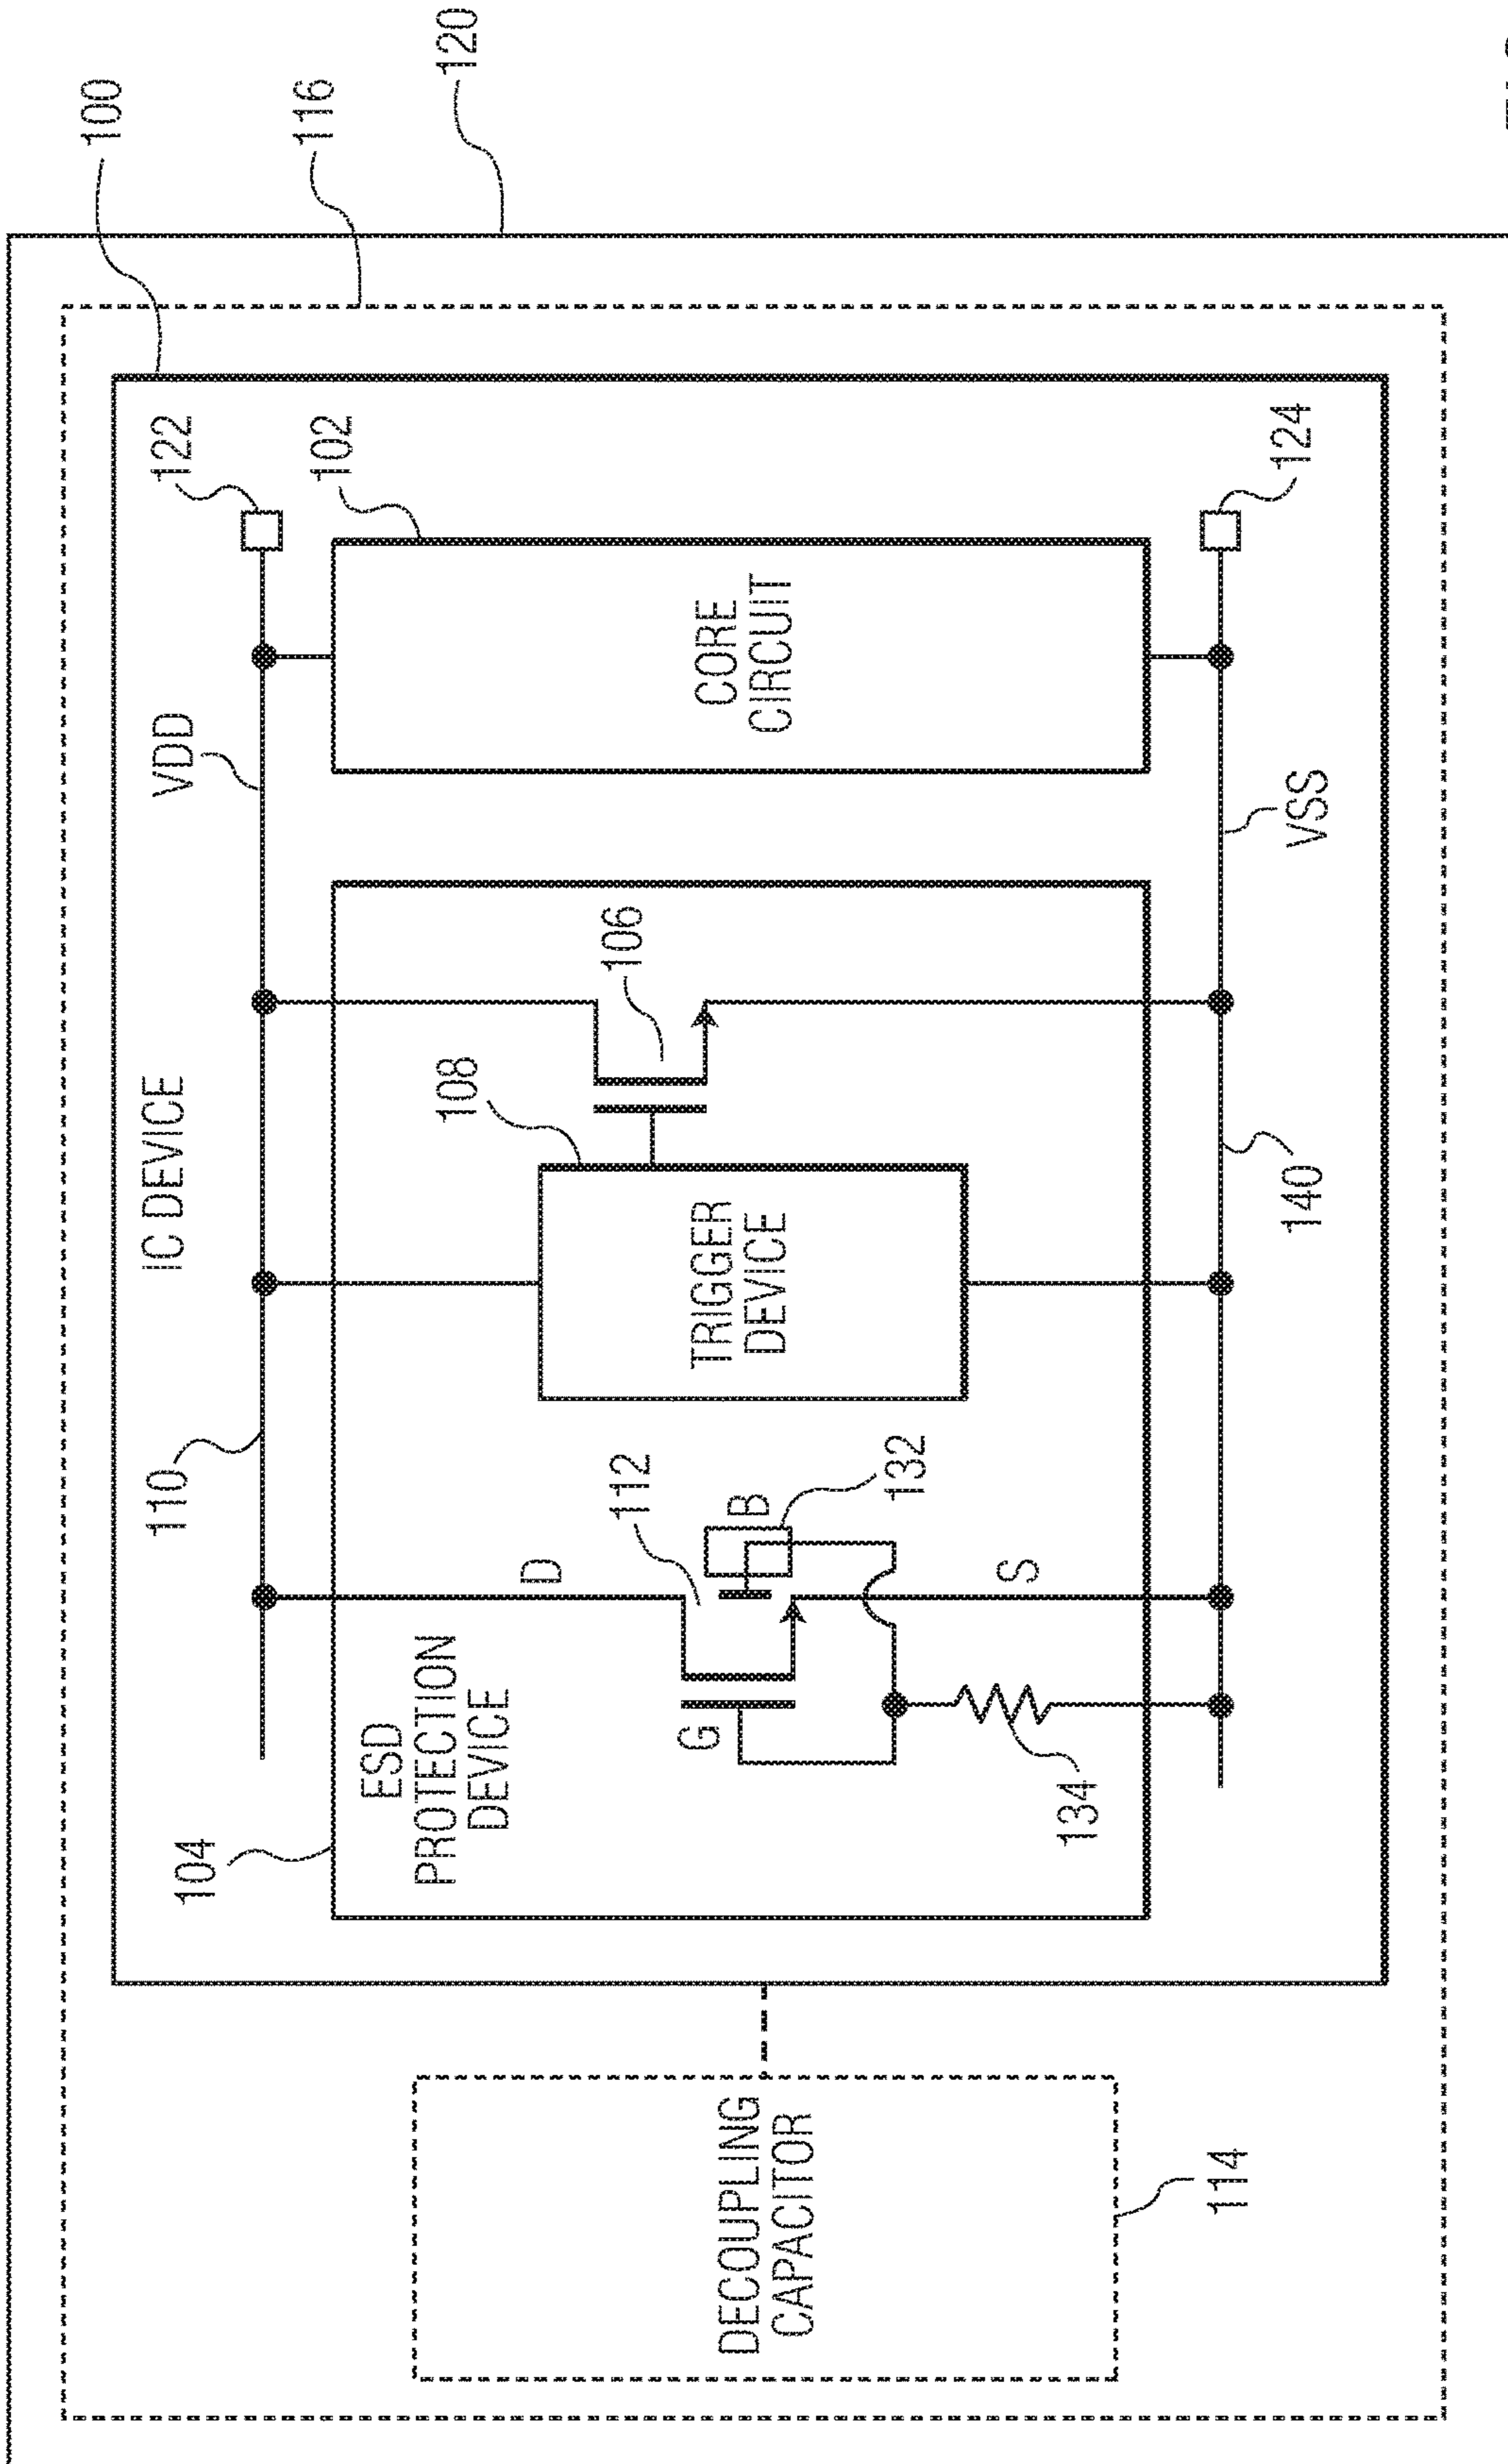 100
116
120
IC DEVICE
110
VDD
122
104
ESD
PROTECTION
DEVICE
D
112
G
B
132
S
134
108
106
TRIGGER
DEVICE
102
CORE
CIRCUIT
140
VSS
124
DECOUPLING
CAPACITOR
114